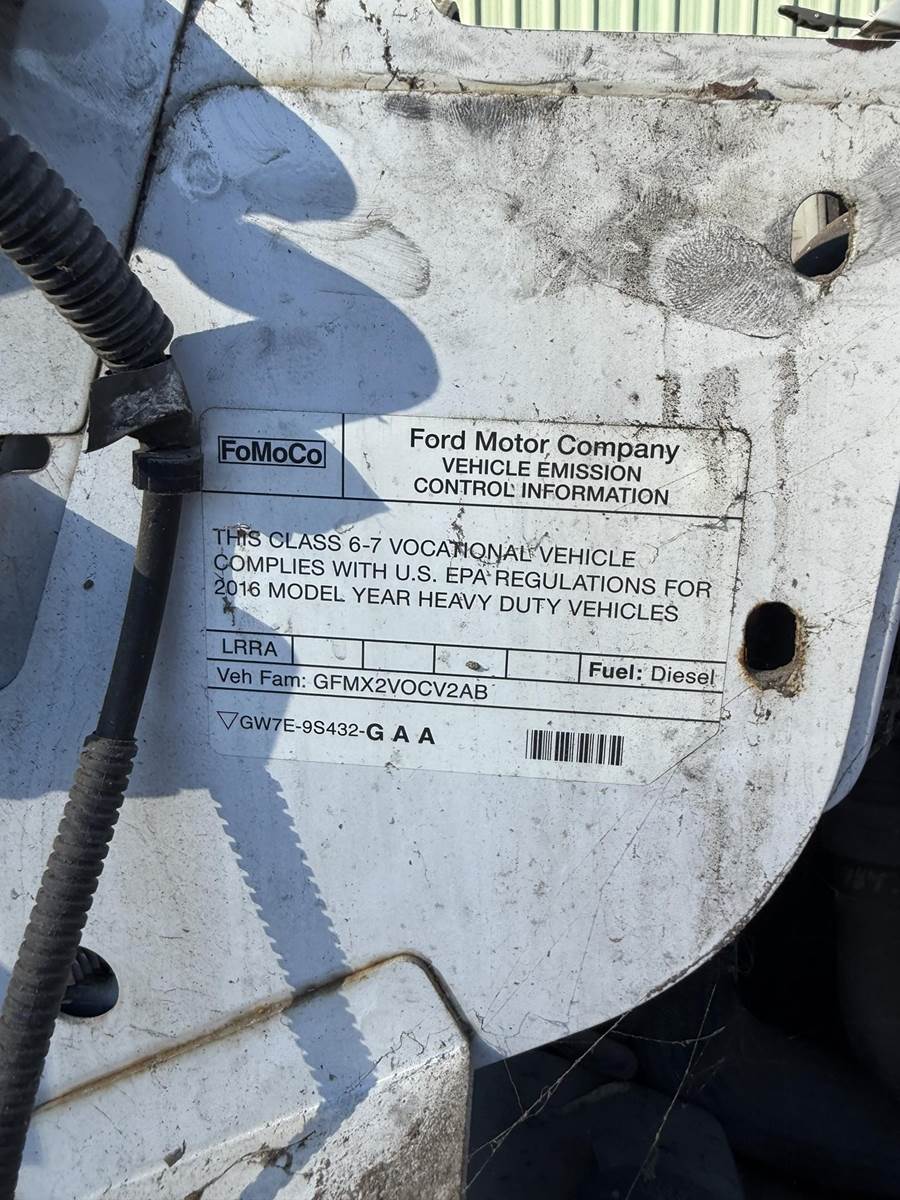 FoMoCo
Ford Motor Company
VEHICLE EMISSION
CONTROL INFORMATION
THIS CLASS 6-7 VOCATIONAL VEHICLE
COMPLIES WITH U.S. EPA REGULATIONS FOR
2016 MODEL YEAR HEAVY DUTY VEHICLES
LRRA Fuel: Diesel
Veh Fam: GFMX2VOCV2AB
▽GW7E-9S432-G A A